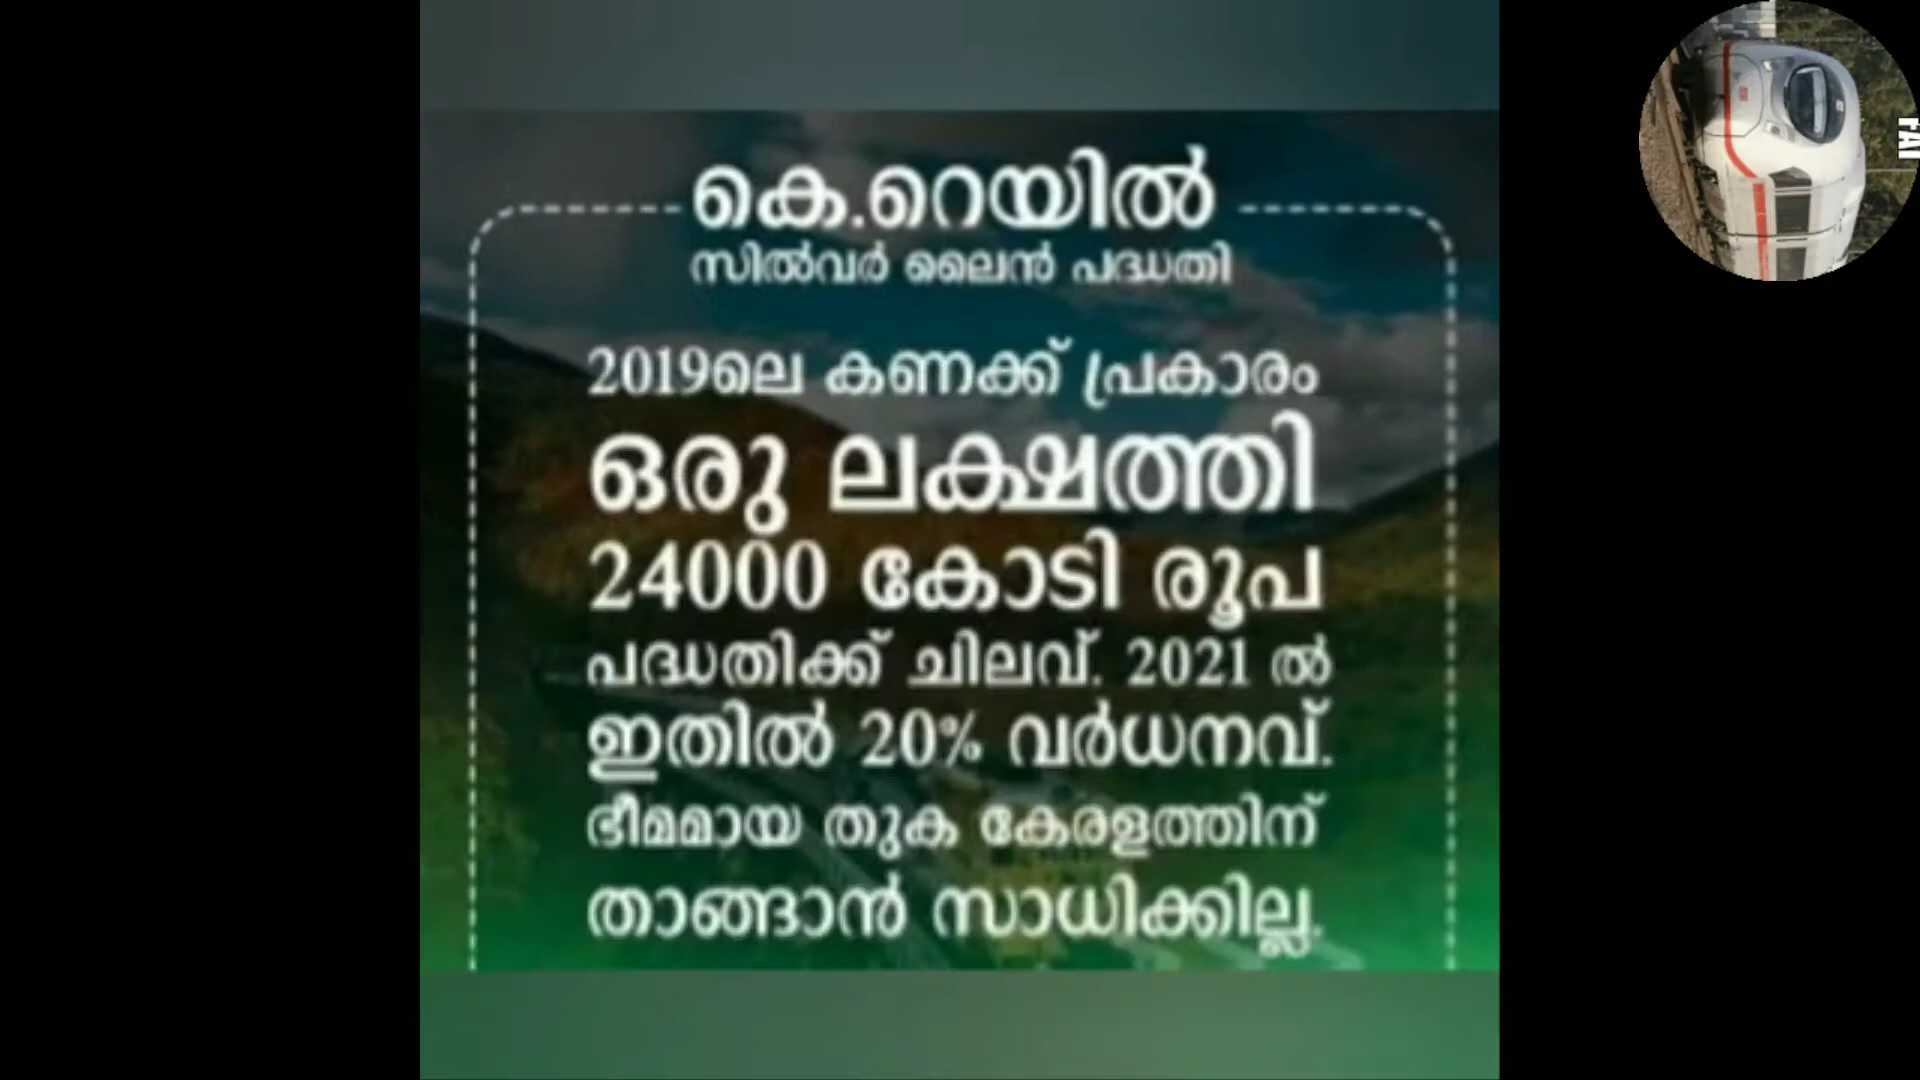 കെ.റെയിൽ
സിൽവർ ലൈൻ പദ്ധതി
2019ലെ കണക്ക് പ്രകാരം
ഒരു ലക്ഷത്തി
24000 കോടി രൂപ
പദ്ധതിക്ക് ചിലവ്. 2021 ൽ
ഇതിൽ 20% വർധനവ്.
ഭീമമായ തുക കേരളത്തിന്
താങ്ങാൻ സാധിക്കില്ല.